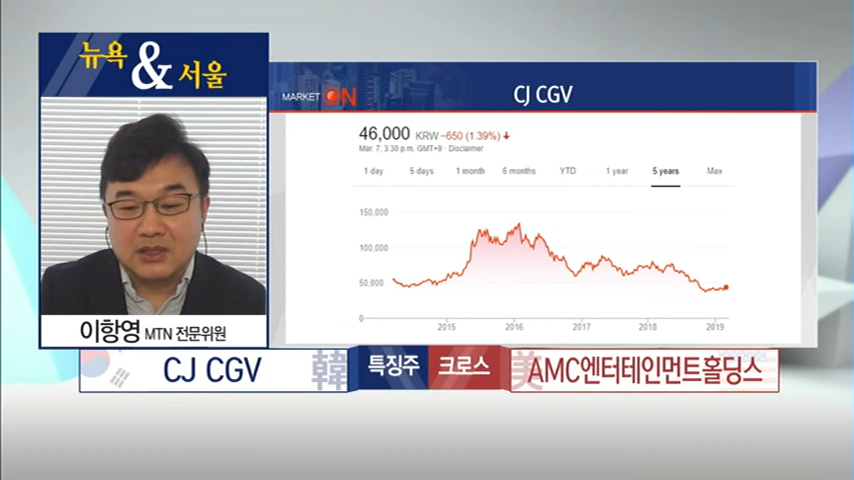 뉴욕 & 서울
MARKET ON
CJ CGV
46,000 KRW −650 (1.39%) ↓
Mar. 7, 3:30 p.m. GMT+9 · Disclaimer
1 day 5 days 1 month 6 months YTD 1 year 5 years Max
150,000
100,000
50,000
0
2015 2016 2017 2018 2019
이항영 MTN 전문위원
CJ CGV 韓 특징주 크로스 美 AMC엔터테인먼트홀딩스